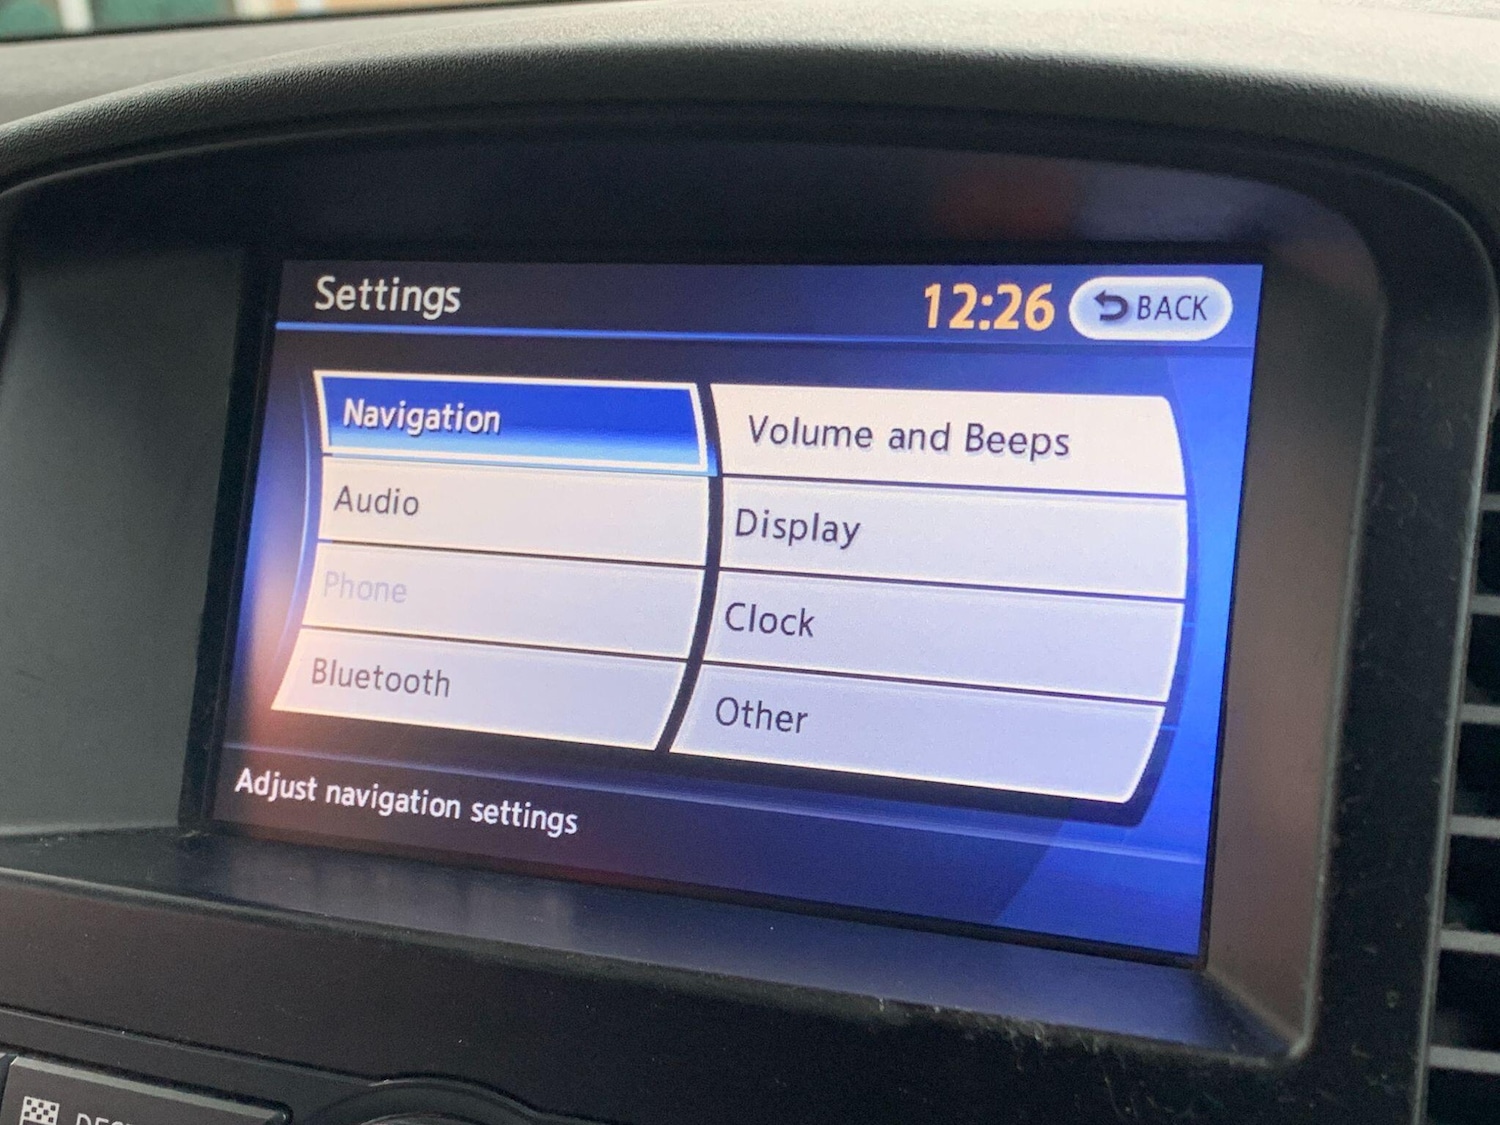 Settings
12:26
BACK
Navigation
Volume and Beeps
Audio
Display
Phone
Clock
Bluetooth
Other
Adjust navigation settings